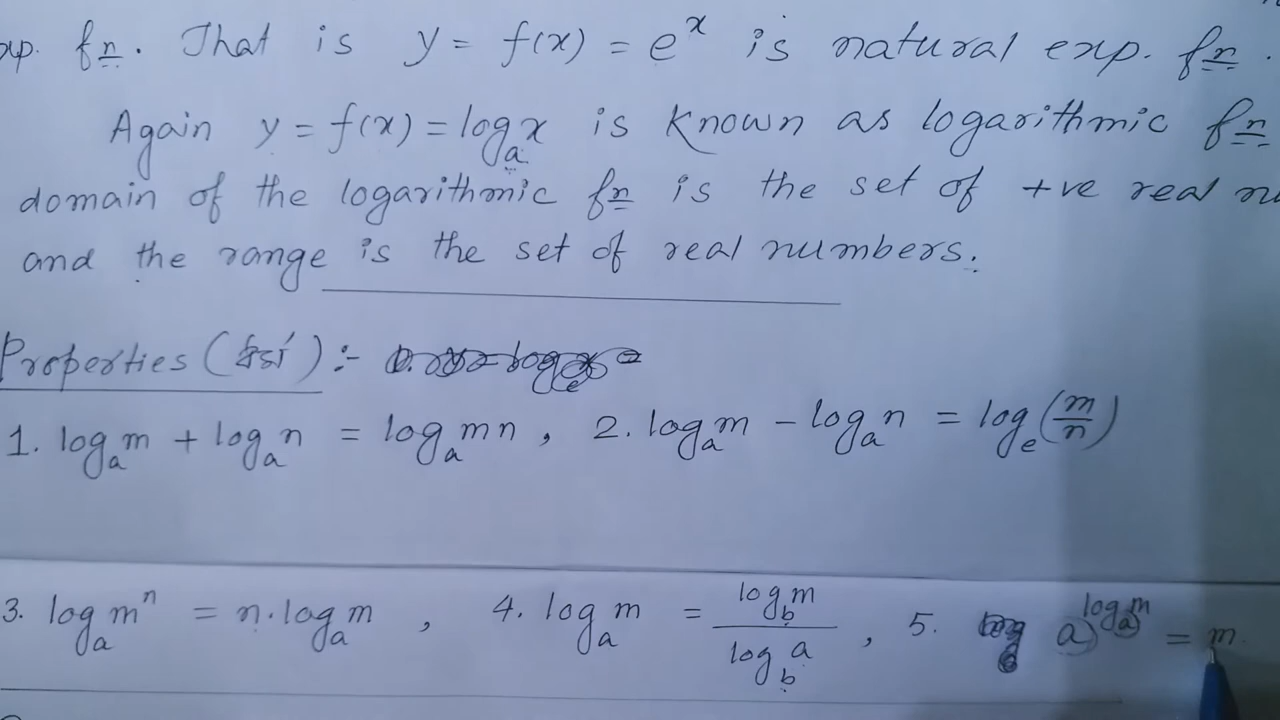 exp. fn. That is y = f(x) = e^x is natural exp. fn.
Again y = f(x) = log_a x is known as logarithmic fn
domain of the logarithmic fn is the set of +ve real nu
and the range is the set of real numbers.
Properties ( ) :-
1. log_a m + log_a n = log_a mn , 2. log_a m - log_a n = log_e (m/n)
3. log_a m^n = n. log_a m , 4. log_a m = log_b m / log_b a , 5. a^(log_a m) = m